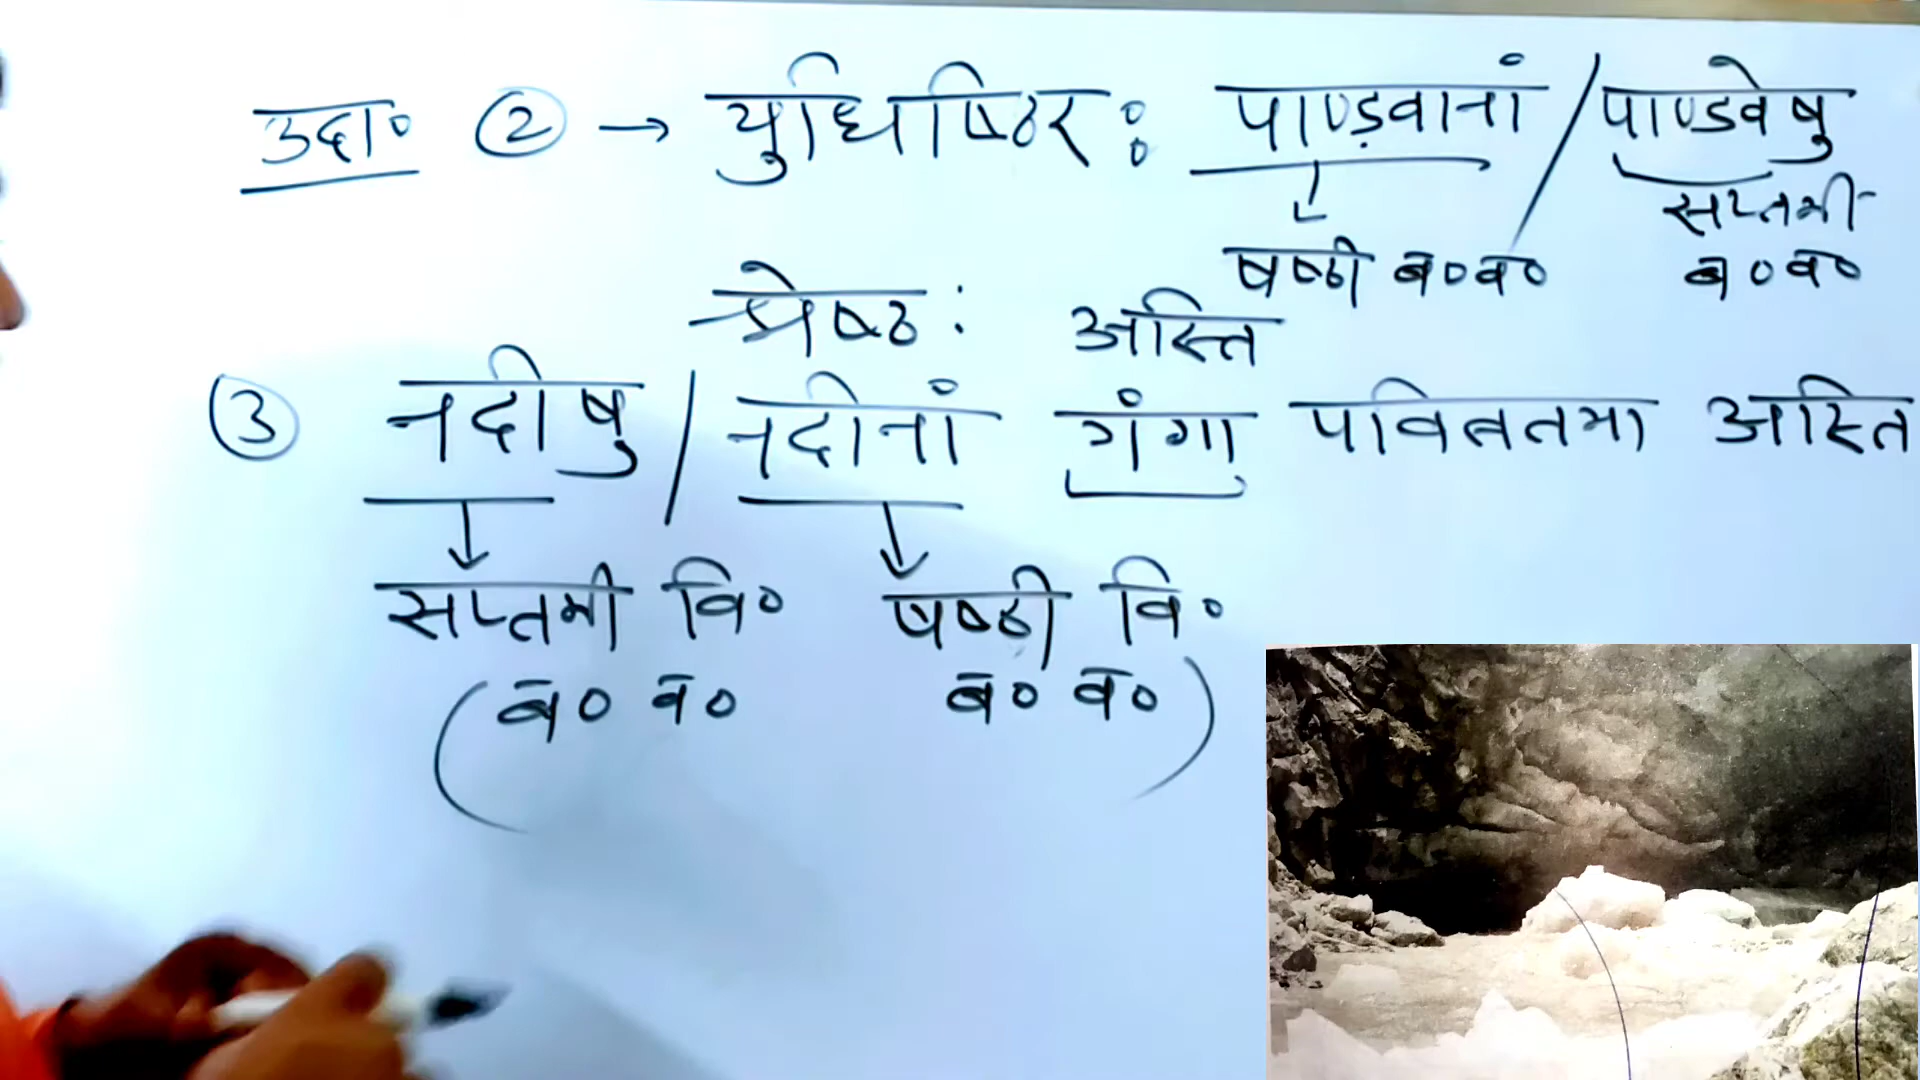 उदा० ② → युधिष्ठिर: पाण्ड़वानां / पाण्डवेषु
षष्ठी ब०व० सप्तमी ब०व०
श्रेष्ठ: अस्ति
③ नदीषु / नदीनां गंगा पवित्रतमा अस्ति
सप्तमी वि० षष्ठी वि०
(ब० व० ब० व०)